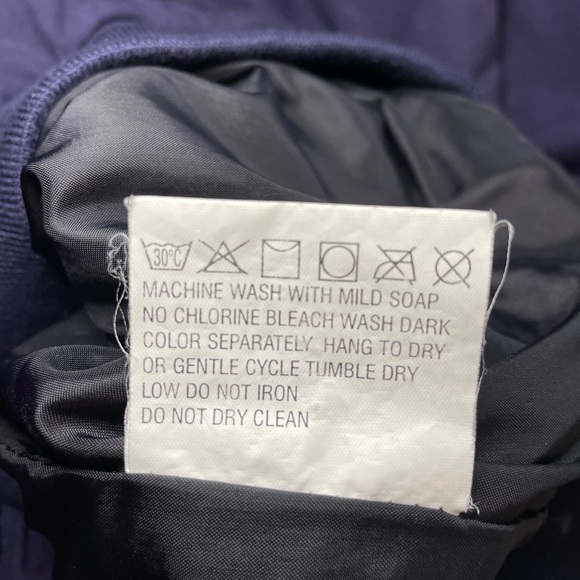 30°C
MACHINE WASH WITH MILD SOAP
NO CHLORINE BLEACH WASH DARK
COLOR SEPARATELY. HANG TO DRY
OR GENTLE CYCLE TUMBLE DRY
LOW DO NOT IRON
DO NOT DRY CLEAN